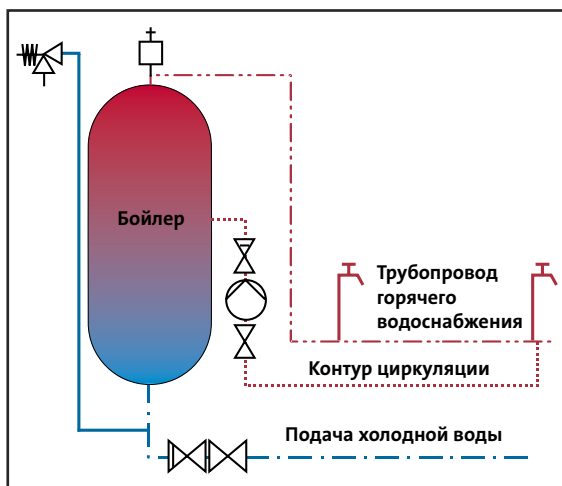 Бойлер
Трубопровод
горячего
водоснабжения
Контур циркуляции
Подача холодной воды